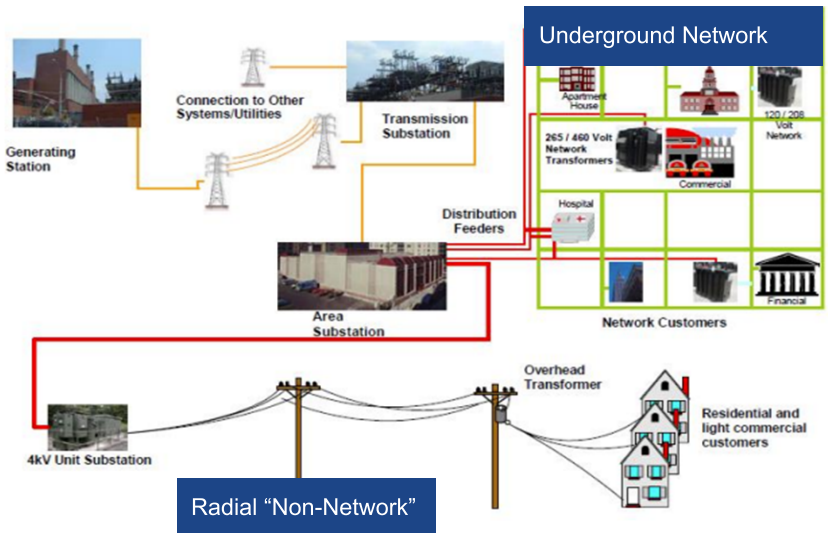 Underground Network
Generating
Station
Connection to Other
Systems/Utilities
Transmission
Substation
Apartment
House
120 / 208
Volt
Network
265 / 460 Volt
Network
Transformers
Commercial
Distribution
Feeders
Hospital
Financial
Area
Substation
Network Customers
Overhead
Transformer
Residential and
light commercial
customers
4kV Unit Substation
Radial “Non-Network”